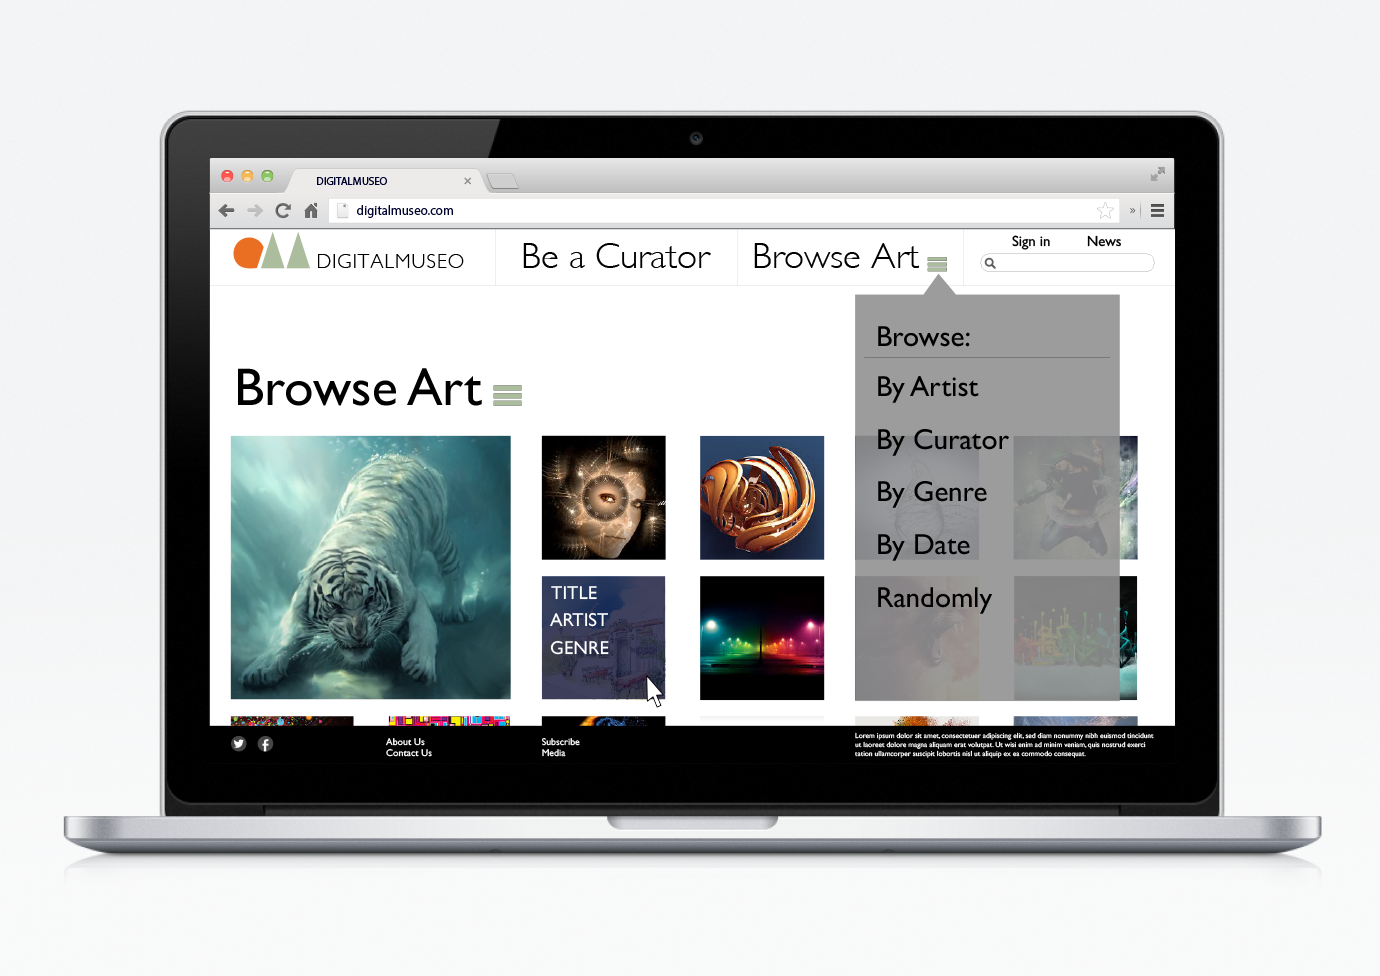 DIGITALMUSEO
digitalmuseo.com
»
DIGITALMUSEO
Be a Curator
Browse Art
Sign in
News
Browse:
By Artist
By Curator
By Genre
By Date
Randomly
Browse Art
TITLE
ARTIST
GENRE
About Us
Contact Us
Subscribe
Media
Lorem ipsum dolor sit amet, consectetuer adipiscing elit, sed diam nonummy nibh euismod tincidunt
ut laoreet dolore magna aliquam erat volutpat. Ut wisi enim ad minim veniam, quis nostrud exerci
tation ullamcorper suscipit lobortis nisl ut aliquip ex ea commodo consequat.